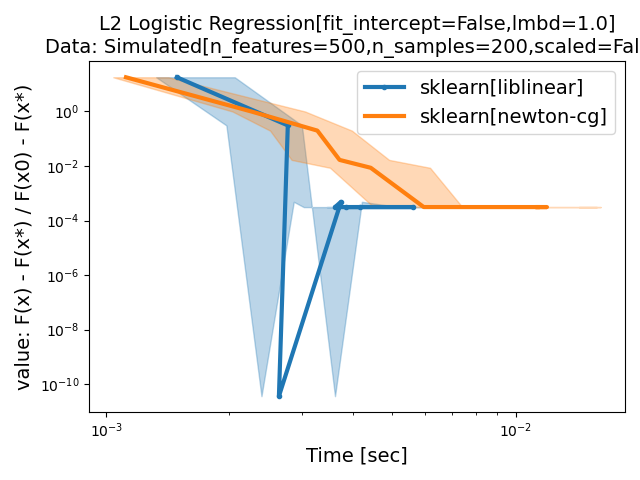 L2 Logistic Regression[fit_intercept=False,lmbd=1.0]
Data: Simulated[n_features=500,n_samples=200,scaled=Fal
sklearn[liblinear]
sklearn[newton-cg]
value: F(x) - F(x*) / F(x0) - F(x*)
10⁰
10⁻²
10⁻⁴
10⁻⁶
10⁻⁸
10⁻¹⁰
10⁻³
10⁻²
Time [sec]